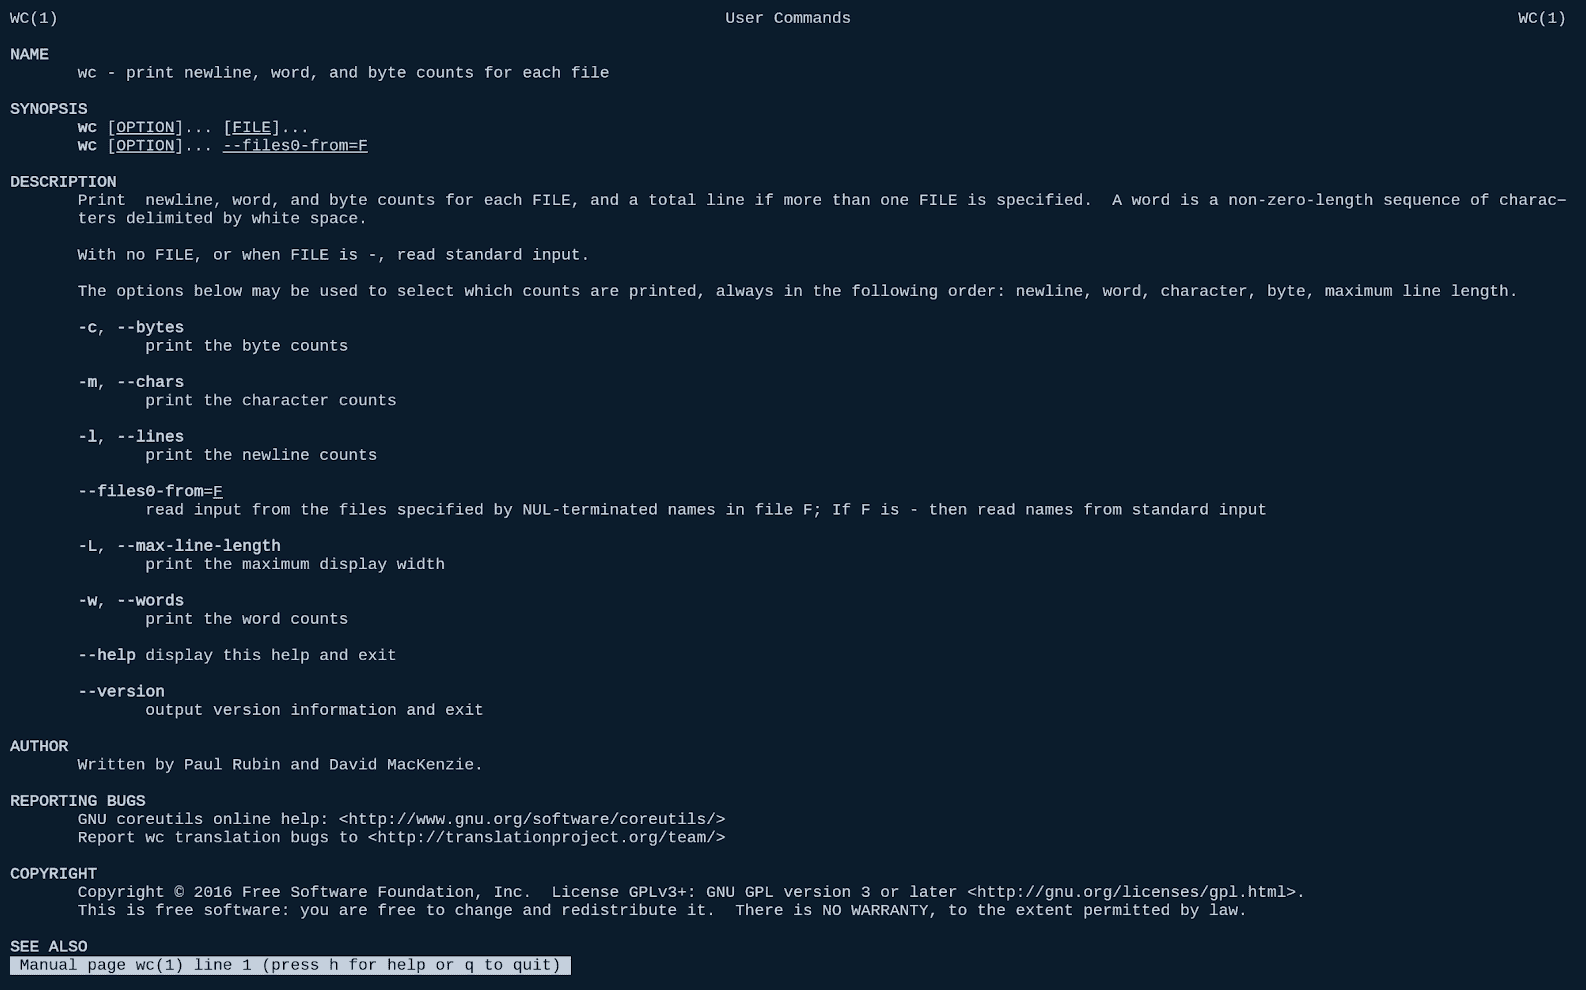 WC(1) User Commands WC(1)
NAME
wc - print newline, word, and byte counts for each file
SYNOPSIS
wc [OPTION]... [FILE]...
wc [OPTION]... --files0-from=F
DESCRIPTION
Print  newline, word, and byte counts for each FILE, and a total line if more than one FILE is specified.  A word is a non-zero-length sequence of charac‐
ters delimited by white space.
With no FILE, or when FILE is -, read standard input.
The options below may be used to select which counts are printed, always in the following order: newline, word, character, byte, maximum line length.
-c, --bytes
print the byte counts
-m, --chars
print the character counts
-l, --lines
print the newline counts
--files0-from=F
read input from the files specified by NUL-terminated names in file F; If F is - then read names from standard input
-L, --max-line-length
print the maximum display width
-w, --words
print the word counts
--help display this help and exit
--version
output version information and exit
AUTHOR
Written by Paul Rubin and David MacKenzie.
REPORTING BUGS
GNU coreutils online help: <http://www.gnu.org/software/coreutils/>
Report wc translation bugs to <http://translationproject.org/team/>
COPYRIGHT
Copyright © 2016 Free Software Foundation, Inc.  License GPLv3+: GNU GPL version 3 or later <http://gnu.org/licenses/gpl.html>.
This is free software: you are free to change and redistribute it.  There is NO WARRANTY, to the extent permitted by law.
SEE ALSO
Manual page wc(1) line 1 (press h for help or q to quit)